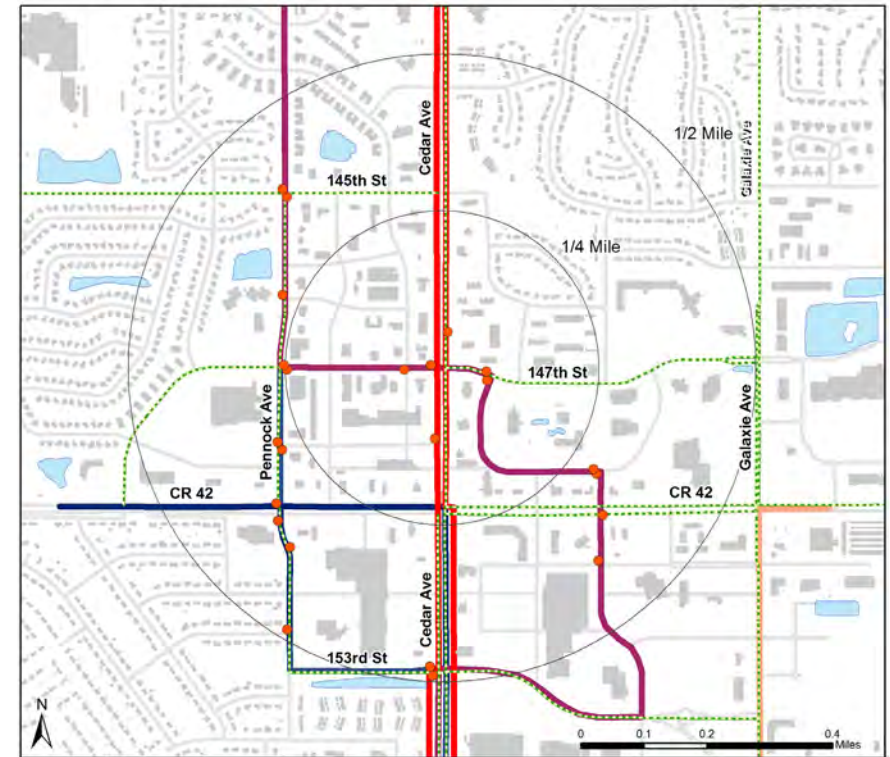 Cedar Ave
1/2 Mile
Galaxie Ave
145th St
1/4 Mile
147th St
Pennock Ave
Galaxie Ave
CR 42
CR 42
Cedar Ave
153rd St
N
0 0.1 0.2 0.4
Miles